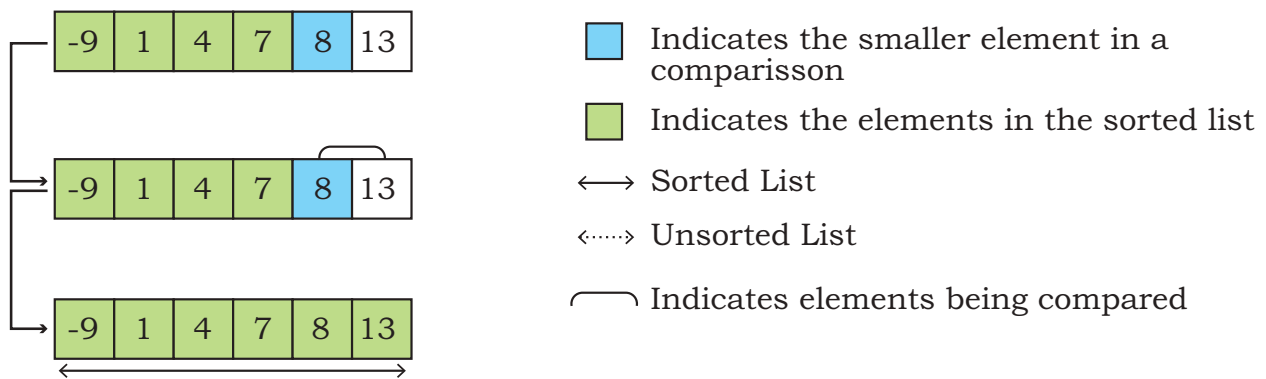 -9 1 4 7 8 13
Indicates the smaller element in a
comparisson
Indicates the elements in the sorted list
-9 1 4 7 8 13
Sorted List
Unsorted List
Indicates elements being compared
-9 1 4 7 8 13